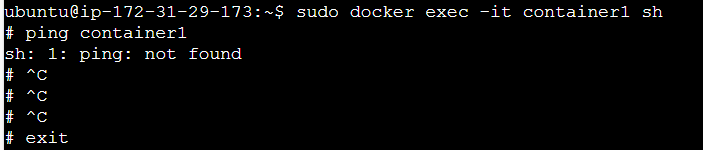 ubuntu@ip-172-31-29-173:~$ sudo docker exec -it container1 sh
# ping container1
sh: 1: ping: not found
# ^C
# ^C
# ^C
# exit